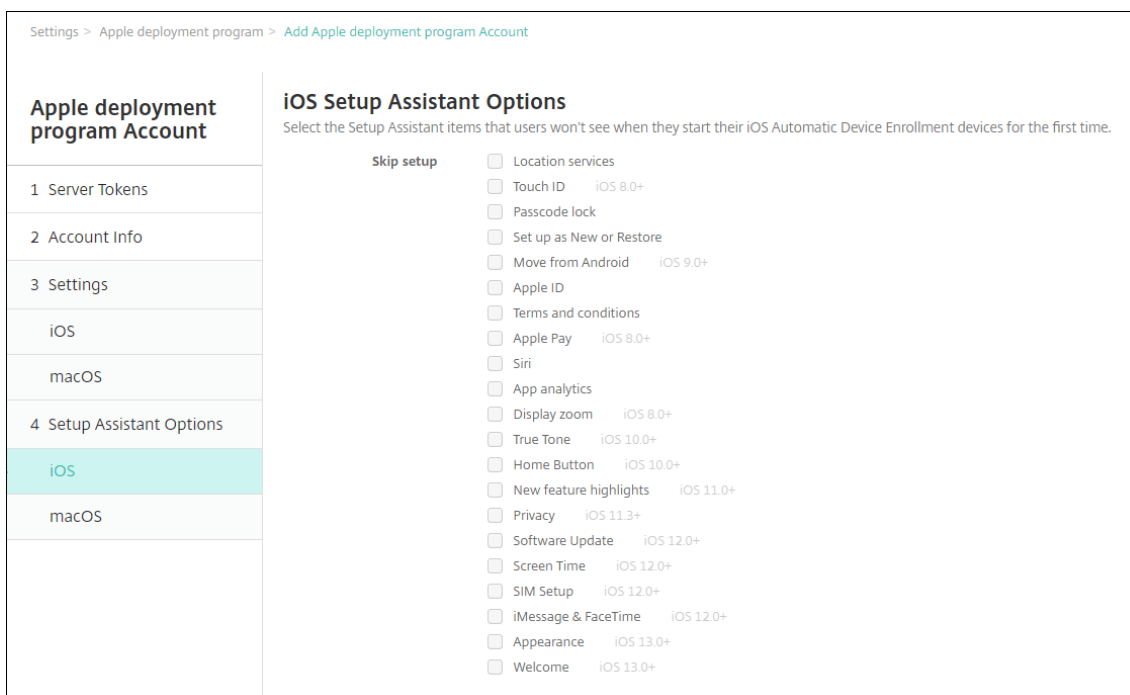 Settings > Apple deployment program > Add Apple deployment program Account
Apple deployment
program Account
1 Server Tokens
2 Account Info
3 Settings
iOS
macOS
4 Setup Assistant Options
iOS
macOS
iOS Setup Assistant Options
Select the Setup Assistant items that users won't see when they start their iOS Automatic Device Enrollment devices for the first time.
Skip setup Location services
Touch ID iOS 8.0+
Passcode lock
Set up as New or Restore
Move from Android iOS 9.0+
Apple ID
Terms and conditions
Apple Pay iOS 8.0+
Siri
App analytics
Display zoom iOS 8.0+
True Tone iOS 10.0+
Home Button iOS 10.0+
New feature highlights iOS 11.0+
Privacy iOS 11.3+
Software Update iOS 12.0+
Screen Time iOS 12.0+
SIM Setup iOS 12.0+
iMessage & FaceTime iOS 12.0+
Appearance iOS 13.0+
Welcome iOS 13.0+